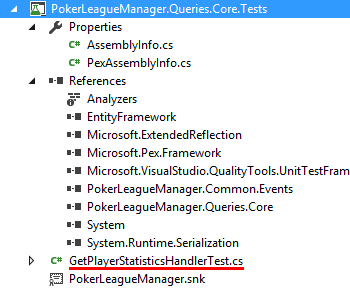 PokerLeagueManager.Queries.Core.Tests
Properties
AssemblyInfo.cs
PexAssemblyInfo.cs
References
Analyzers
EntityFramework
Microsoft.ExtendedReflection
Microsoft.Pex.Framework
Microsoft.VisualStudio.QualityTools.UnitTestFram
PokerLeagueManager.Common.Events
PokerLeagueManager.Queries.Core
System
System.Runtime.Serialization
C# GetPlayerStatisticsHandlerTest.cs
PokerLeagueManager.snk